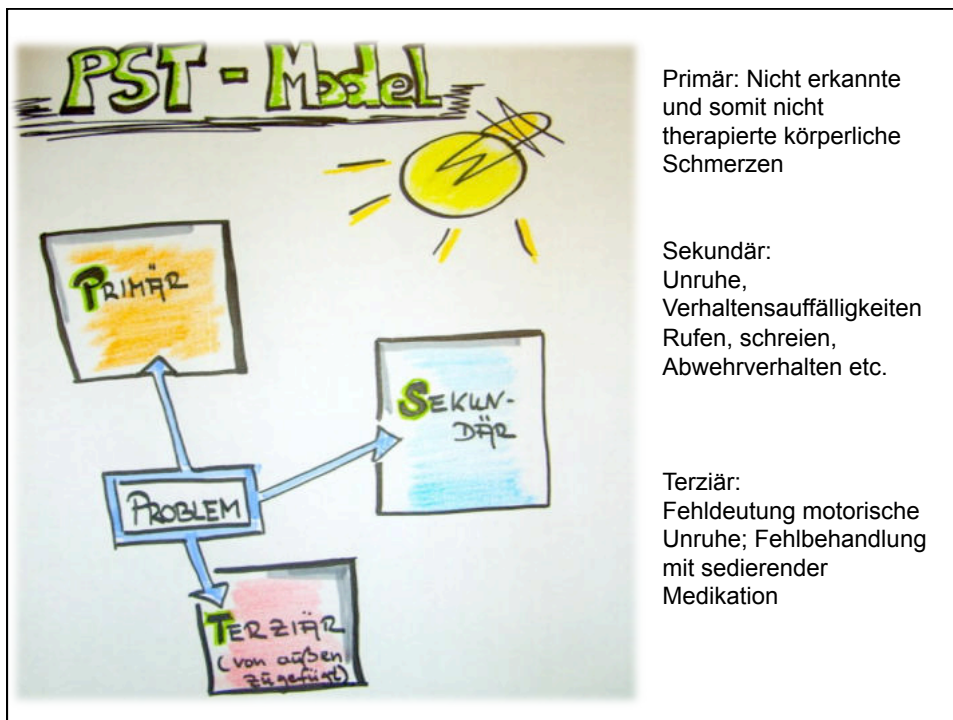 PST - Model
PRIMÄR
SEKUN-
DÄR
PROBLEM
TERZIÄR
(von außen
zugefügt)
Primär: Nicht erkannte
und somit nicht
therapierte körperliche
Schmerzen
Sekundär:
Unruhe,
Verhaltensauffälligkeiten
Rufen, schreien,
Abwehrverhalten etc.
Terziär:
Fehldeutung motorische
Unruhe; Fehlbehandlung
mit sedierender
Medikation